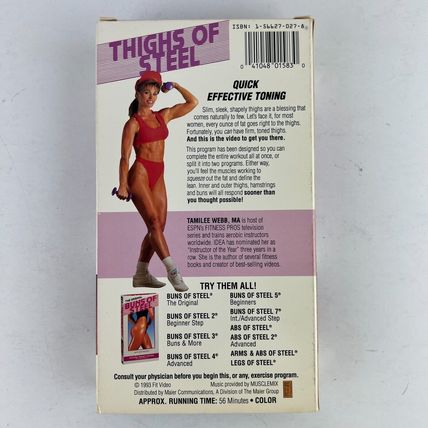 THIGHS OF
STEEL
ISBN: 1-56627-027-6
0 41048 01583 0
QUICK
EFFECTIVE TONING
Slim, sleek, shapely thighs are a blessing that
comes naturally to few. Let's face it, for most
women, every ounce of fat goes right to the thighs.
Fortunately, you can have firm, toned thighs.
And this is the video to get you there.
This program has been designed so you can
complete the entire workout all at once, or
split it into two programs. Either way,
you'll feel the muscles working to
squeeze out the fat and define the
lean. Inner and outer thighs, hamstrings
and buns will all respond sooner than
you thought possible!
TAMILEE WEBB, MA is host of
ESPN's FITNESS PROS television
series and trains aerobic instructors
worldwide. IDEA has nominated her as
"Instructor of the Year" three years in a
row. She is the author of several fitness
books and creator of best-selling videos.
TRY THEM ALL!
BUNS OF STEEL®
The Original
BUNS OF STEEL 2®
Beginner Step
BUNS OF STEEL 3®
Buns & More
BUNS OF STEEL 4®
Advanced
BUNS OF STEEL 5®
Beginners
BUNS OF STEEL 7®
Int./Advanced Step
ABS OF STEEL®
ABS OF STEEL 2®
Advanced
ARMS & ABS OF STEEL®
LEGS OF STEEL®
BUNS OF
STEEL
Consult your physician before you begin this, or any, exercise program.
© 1993 Fit Video Music provided by MUSCLEMIX
Distributed by Maier Communications, A Division of The Maier Group
APPROX. RUNNING TIME: 56 Minutes • COLOR